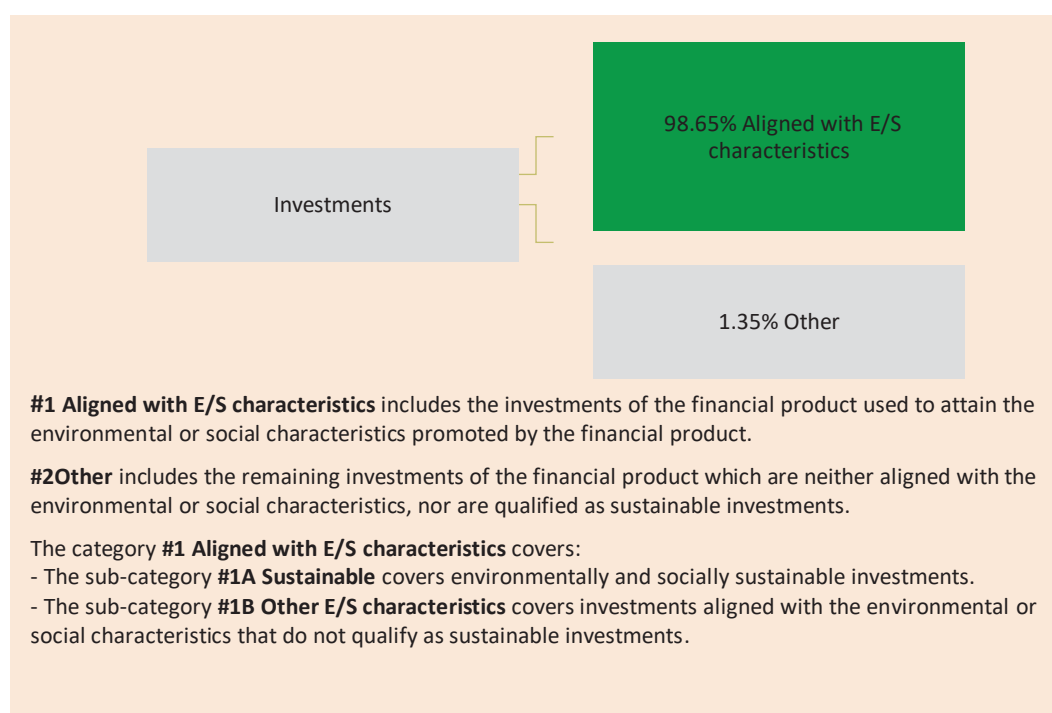 98.65% Aligned with E/S
characteristics
Investments
1.35% Other
#1 Aligned with E/S characteristics includes the investments of the financial product used to attain the
environmental or social characteristics promoted by the financial product.
#2Other includes the remaining investments of the financial product which are neither aligned with the
environmental or social characteristics, nor are qualified as sustainable investments.
The category #1 Aligned with E/S characteristics covers:
- The sub-category #1A Sustainable covers environmentally and socially sustainable investments.
- The sub-category #1B Other E/S characteristics covers investments aligned with the environmental or
social characteristics that do not qualify as sustainable investments.